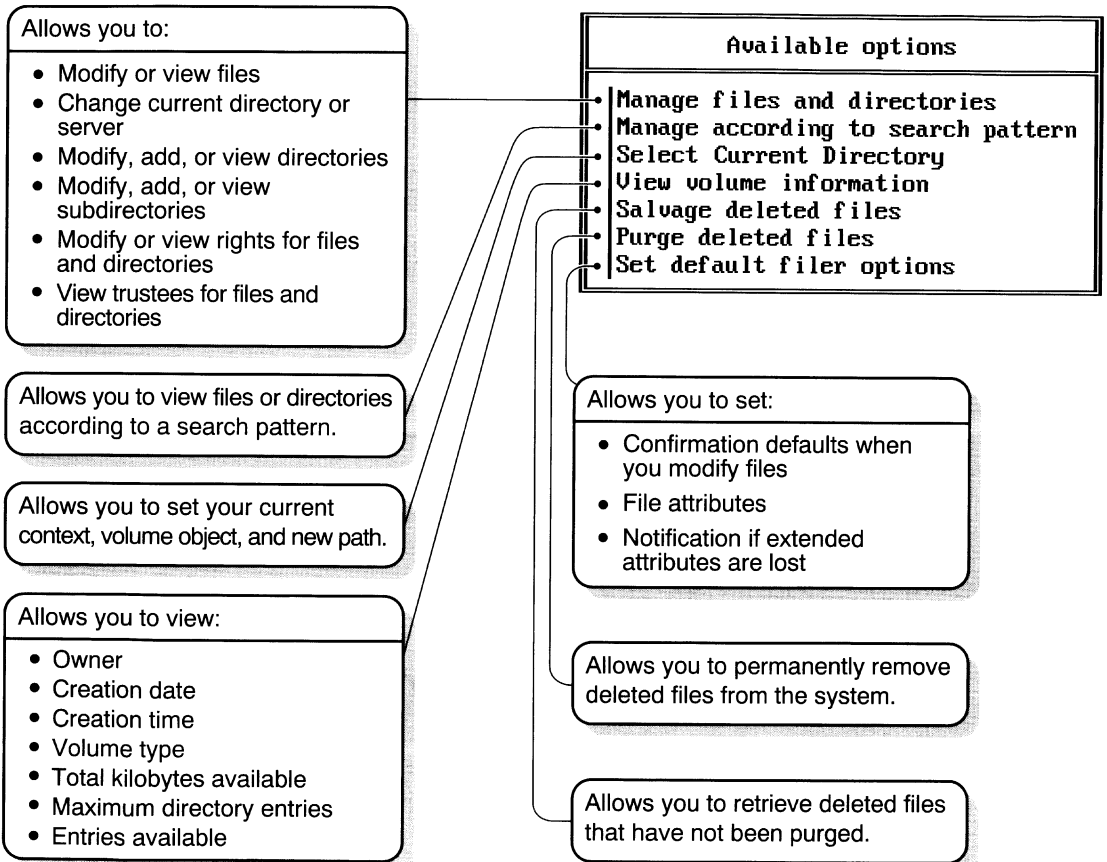 Allows you to:
• Modify or view files
• Change current directory or
server
• Modify, add, or view directories
• Modify, add, or view
subdirectories
• Modify or view rights for files
and directories
• View trustees for files and
directories
Allows you to view files or directories
according to a search pattern.
Allows you to set your current
context, volume object, and new path.
Allows you to view:
• Owner
• Creation date
• Creation time
• Volume type
• Total kilobytes available
• Maximum directory entries
• Entries available
Available options
Manage files and directories
Manage according to search pattern
Select Current Directory
View volume information
Salvage deleted files
Purge deleted files
Set default filer options
Allows you to set:
• Confirmation defaults when
you modify files
• File attributes
• Notification if extended
attributes are lost
Allows you to permanently remove
deleted files from the system.
Allows you to retrieve deleted files
that have not been purged.